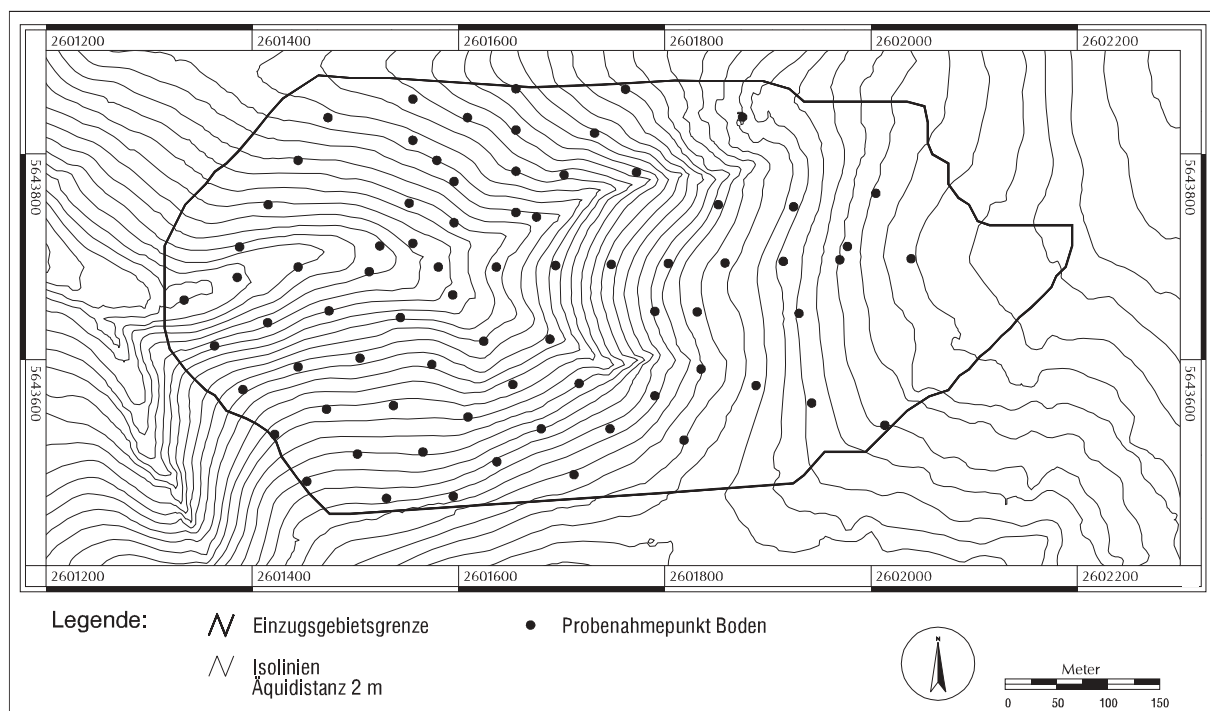 2601200 2601400 2601600 2601800 2602000 2602200
5643800 5643800
5643600 5643600
2601200 2601400 2601600 2601800 2602000 2602200
Legende:
Einzugsgebietsgrenze
Probenahmepunkt Boden
Isolinien
Äquidistanz 2 m
N
Meter
0 50 100 150